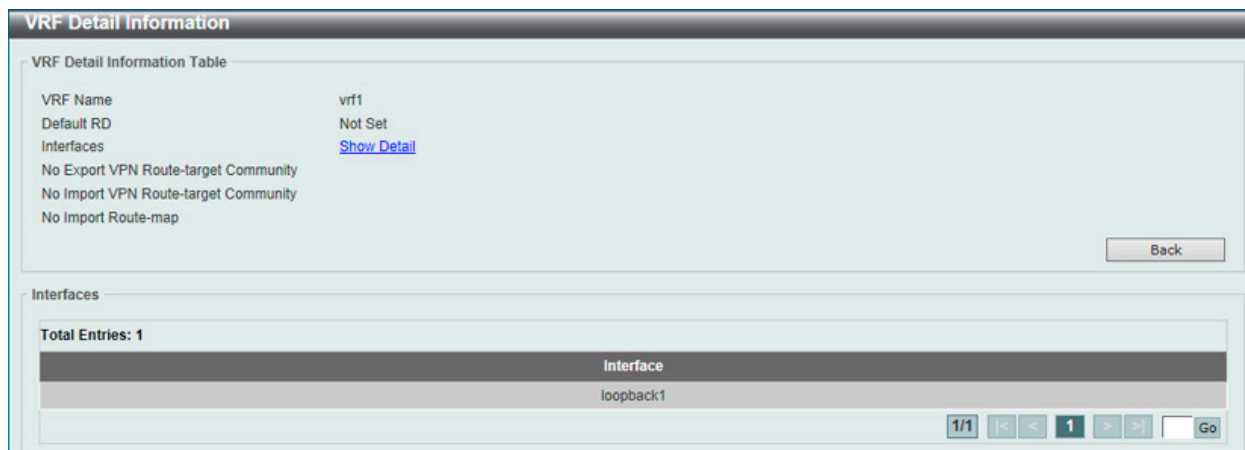 VRF Detail Information
VRF Detail Information Table
VRF Name vrf1
Default RD Not Set
Interfaces Show Detail
No Export VPN Route-target Community
No Import VPN Route-target Community
No Import Route-map
Back
Interfaces
Total Entries: 1
Interface
loopback1
1/1 |< < 1 > >| Go